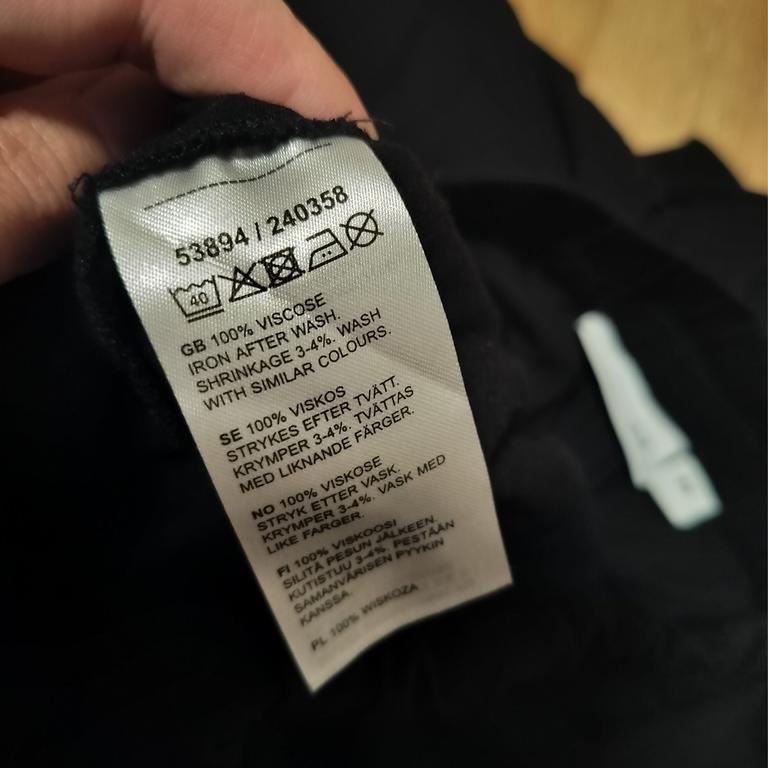 53894 / 240358
40
GB 100% VISCOSE
IRON AFTER WASH.
SHRINKAGE 3-4%. WASH
WITH SIMILAR COLOURS.
SE 100% VISKOS
STRYKES EFTER TVÄTT.
KRYMPER 3-4%. TVÄTTAS
MED LIKNANDE FÄRGER.
NO 100% VISKOSE
STRYK ETTER VASK.
KRYMPER 3-4%. VASK MED
LIKE FARGER.
FI 100% VISKOOSI
SILITÄ PESUN JÄLKEEN.
KUTISTUU 3-4%. PESTÄÄN
SAMANVÄRISEN PYYKIN
KANSSA.
PL 100% WISKOZA